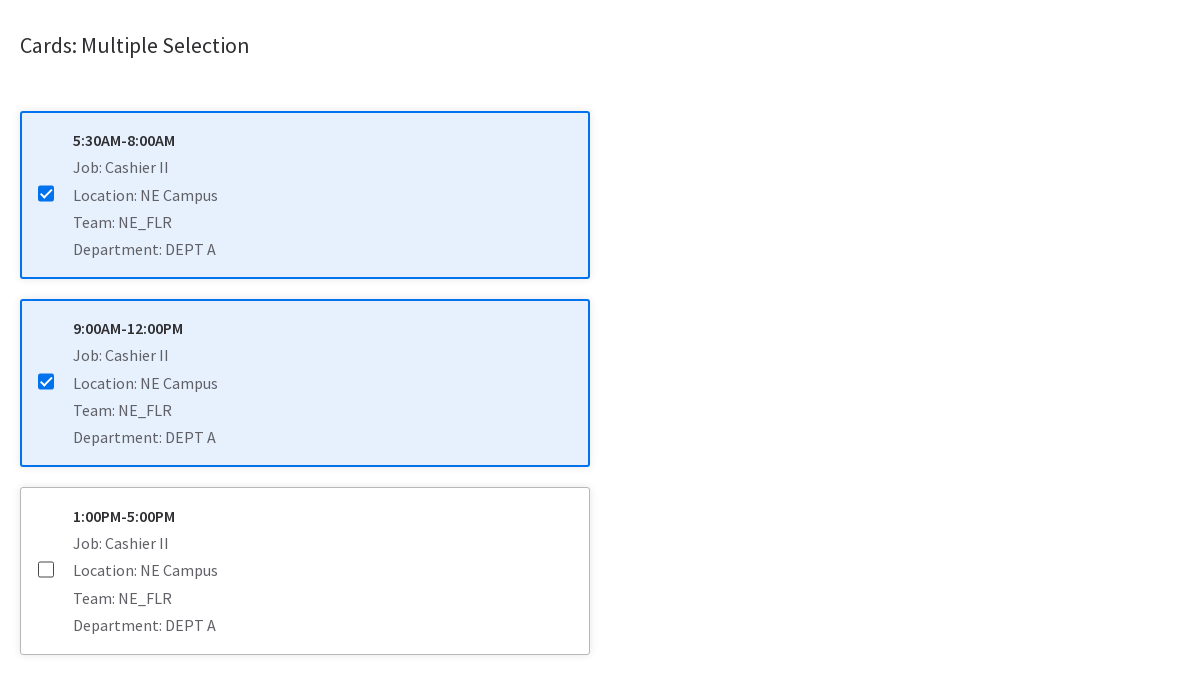 Cards: Multiple Selection
5:30AM-8:00AM
Job: Cashier II
Location: NE Campus
Team: NE_FLR
Department: DEPT A
9:00AM-12:00PM
Job: Cashier II
Location: NE Campus
Team: NE_FLR
Department: DEPT A
1:00PM-5:00PM
Job: Cashier II
Location: NE Campus
Team: NE_FLR
Department: DEPT A